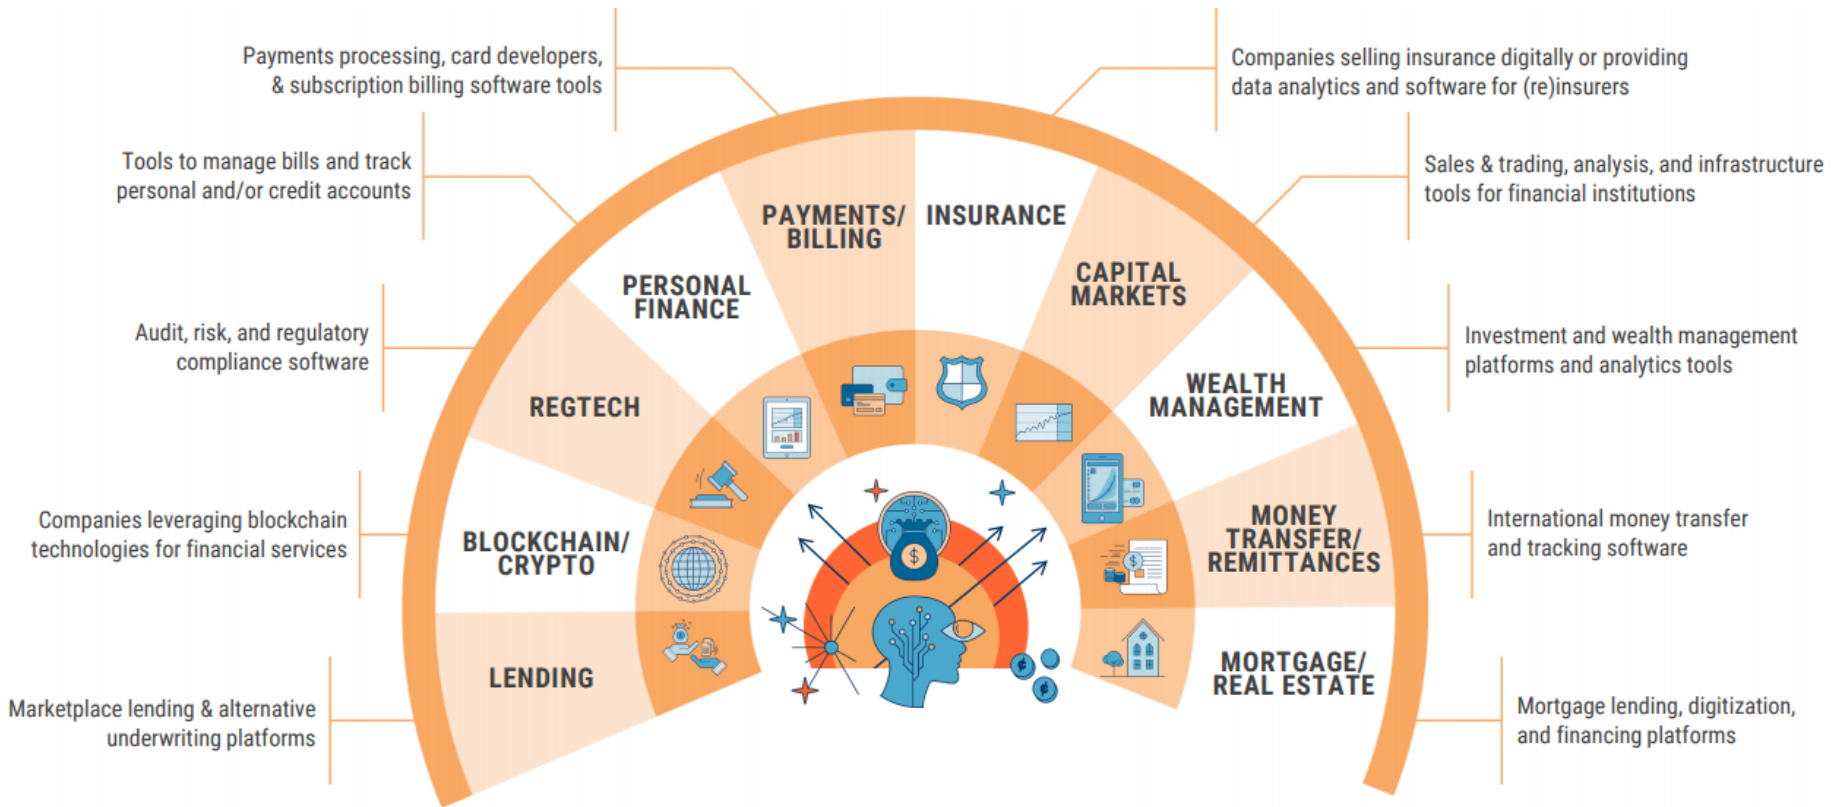 Payments processing, card developers,
& subscription billing software tools
Tools to manage bills and track
personal and/or credit accounts
Audit, risk, and regulatory
compliance software
Companies leveraging blockchain
technologies for financial services
Marketplace lending & alternative
underwriting platforms
LENDING
BLOCKCHAIN/
CRYPTO
REGTECH
PERSONAL
FINANCE
PAYMENTS/
BILLING
INSURANCE
CAPITAL
MARKETS
WEALTH
MANAGEMENT
MONEY
TRANSFER/
REMITTANCES
MORTGAGE/
REAL ESTATE
Companies selling insurance digitally or providing
data analytics and software for (re)insurers
Sales & trading, analysis, and infrastructure
tools for financial institutions
Investment and wealth management
platforms and analytics tools
International money transfer
and tracking software
Mortgage lending, digitization,
and financing platforms